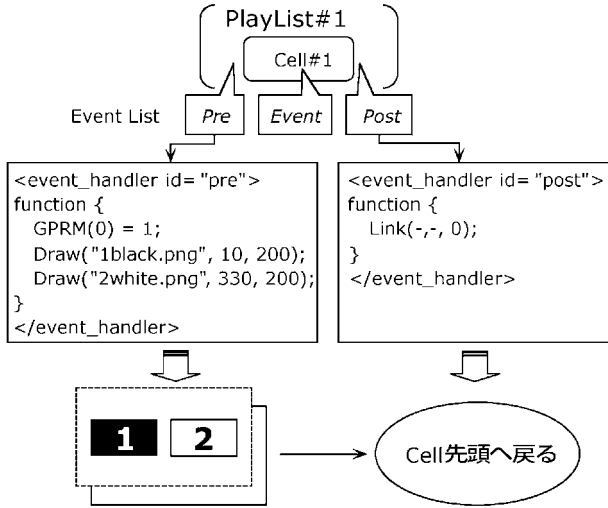 PlayList#1
Cell#1
Event List
Pre
Event
Post
<event_handler id= "pre">
function {
GPRM(0) = 1;
Draw("1black.png", 10, 200);
Draw("2white.png", 330, 200);
}
</event_handler>
<event_handler id= "post">
function {
Link(-,-, 0);
}
</event_handler>
1
2
Cell先頭へ戻る